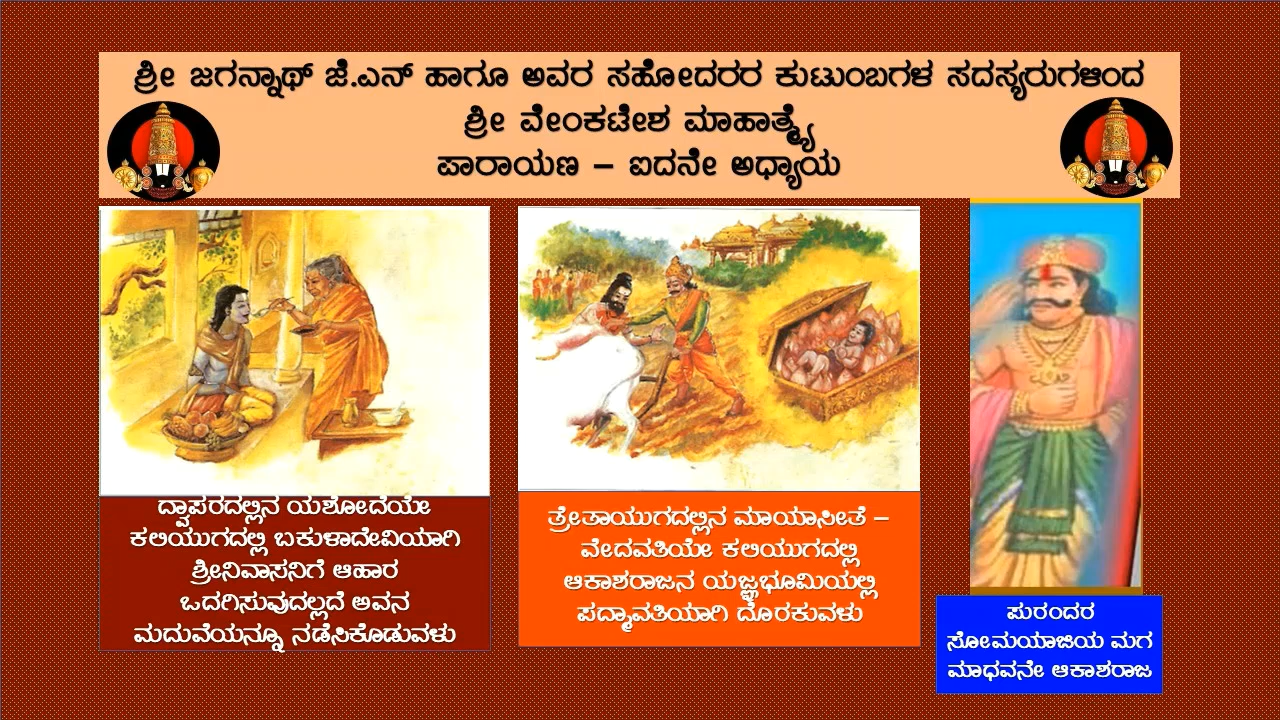 ಶ್ರೀ ಜಗನ್ನಾಥ್ ಜೆ.ಎನ್ ಹಾಗೂ ಅವರ ಸಹೋದರರ ಕುಟುಂಬಗಳ ಸದಸ್ಯರುಗಳಿಂದ
ಶ್ರೀ ವೇಂಕಟೇಶ ಮಾಹಾತ್ಮ್ಯೆ
ಪಾರಾಯಣ – ಐದನೇ ಅಧ್ಯಾಯ
ದ್ವಾಪರದಲ್ಲಿನ ಯಶೋದೆಯೇ
ಕಲಿಯುಗದಲ್ಲಿ ಬಕುಳಾದೇವಿಯಾಗಿ
ಶ್ರೀನಿವಾಸನಿಗೆ ಆಹಾರ
ಒದಗಿಸುವುದಲ್ಲದೆ ಅವನ
ಮದುವೆಯನ್ನೂ ನಡೆಸಿಕೊಡುವಳು
ತ್ರೇತಾಯುಗದಲ್ಲಿನ ಮಾಯಾಸೀತೆ –
ವೇದವತಿಯೇ ಕಲಿಯುಗದಲ್ಲಿ
ಆಕಾಶರಾಜನ ಯಜ್ಞಭೂಮಿಯಲ್ಲಿ
ಪದ್ಮಾವತಿಯಾಗಿ ದೊರಕುವಳು
ಪುರಂದರ
ಸೋಮಯಾಜಿಯ ಮಗ
ಮಾಧವನೇ ಆಕಾಶರಾಜ